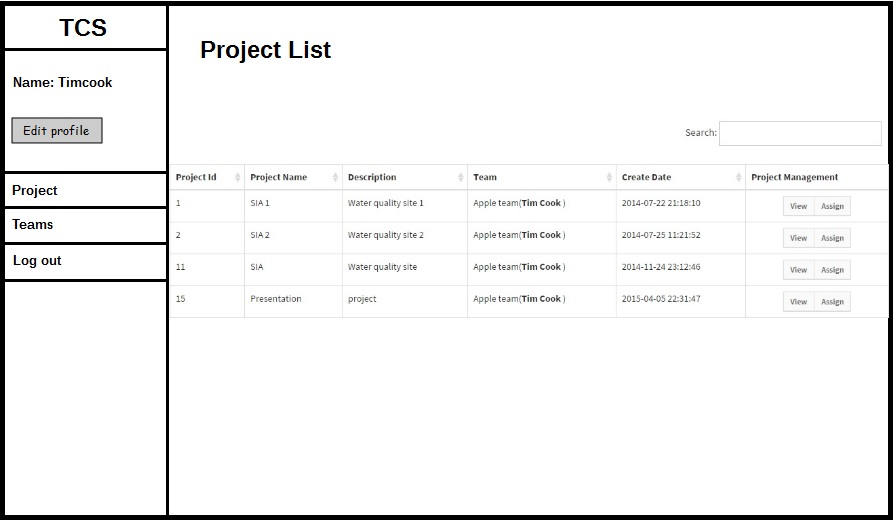 TCS
Name: Timcook
Edit profile
Project
Teams
Log out
Project List
Search:
Project Id Project Name Description Team Create Date Project Management
1 SIA 1 Water quality site 1 Apple team(Tim Cook ) 2014-07-22 21:18:10 View Assign
2 SIA 2 Water quality site 2 Apple team(Tim Cook ) 2014-07-25 11:21:52 View Assign
11 SIA Water quality site Apple team(Tim Cook ) 2014-11-24 23:12:46 View Assign
15 Presentation project Apple team(Tim Cook ) 2015-04-05 22:31:47 View Assign